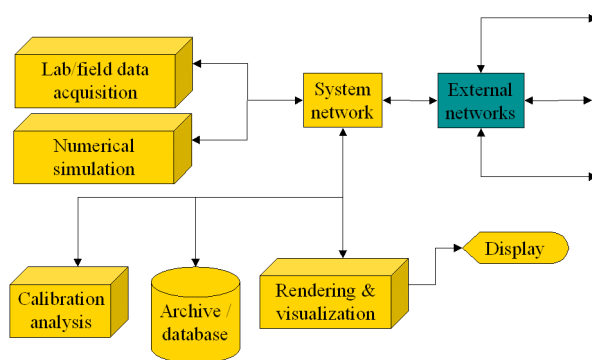 Lab/field data
acquisition
System
network
External
networks
Numerical
simulation
Display
Calibration
analysis
Archive /
database
Rendering &
visualization